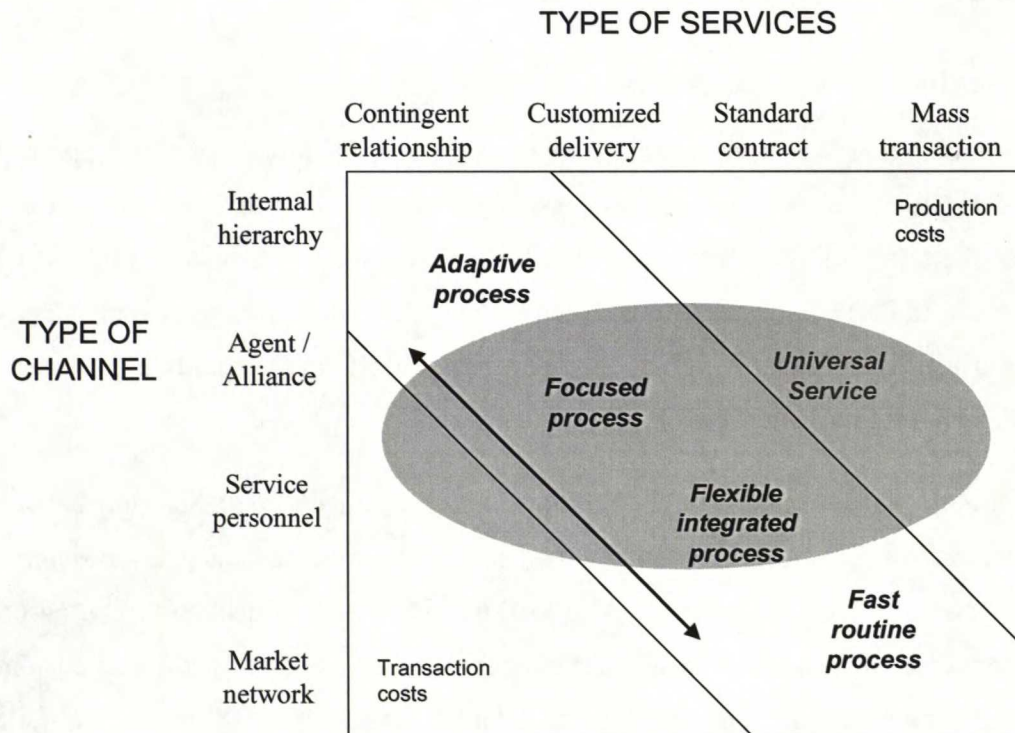 TYPE OF SERVICES
Contingent
relationship
Customized
delivery
Standard
contract
Mass
transaction
Internal
hierarchy
Production
costs
Adaptive
process
TYPE OF
CHANNEL
Agent /
Alliance
Focused
process
Universal
Service
Service
personnel
Flexible
integrated
process
Fast
routine
process
Market
network
Transaction
costs